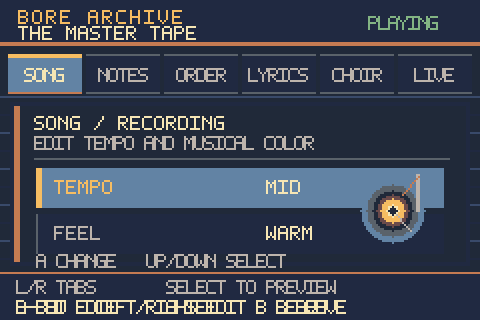 BORE ARCHIVE
THE MASTER TAPE
PLAYING
SONG NOTES ORDER LYRICS CHOIR LIVE
SONG / RECORDING
EDIT TEMPO AND MUSICAL COLOR
TEMPO MID
FEEL WARM
A CHANGE UP/DOWN SELECT
L/R TABS SELECT TO PREVIEW